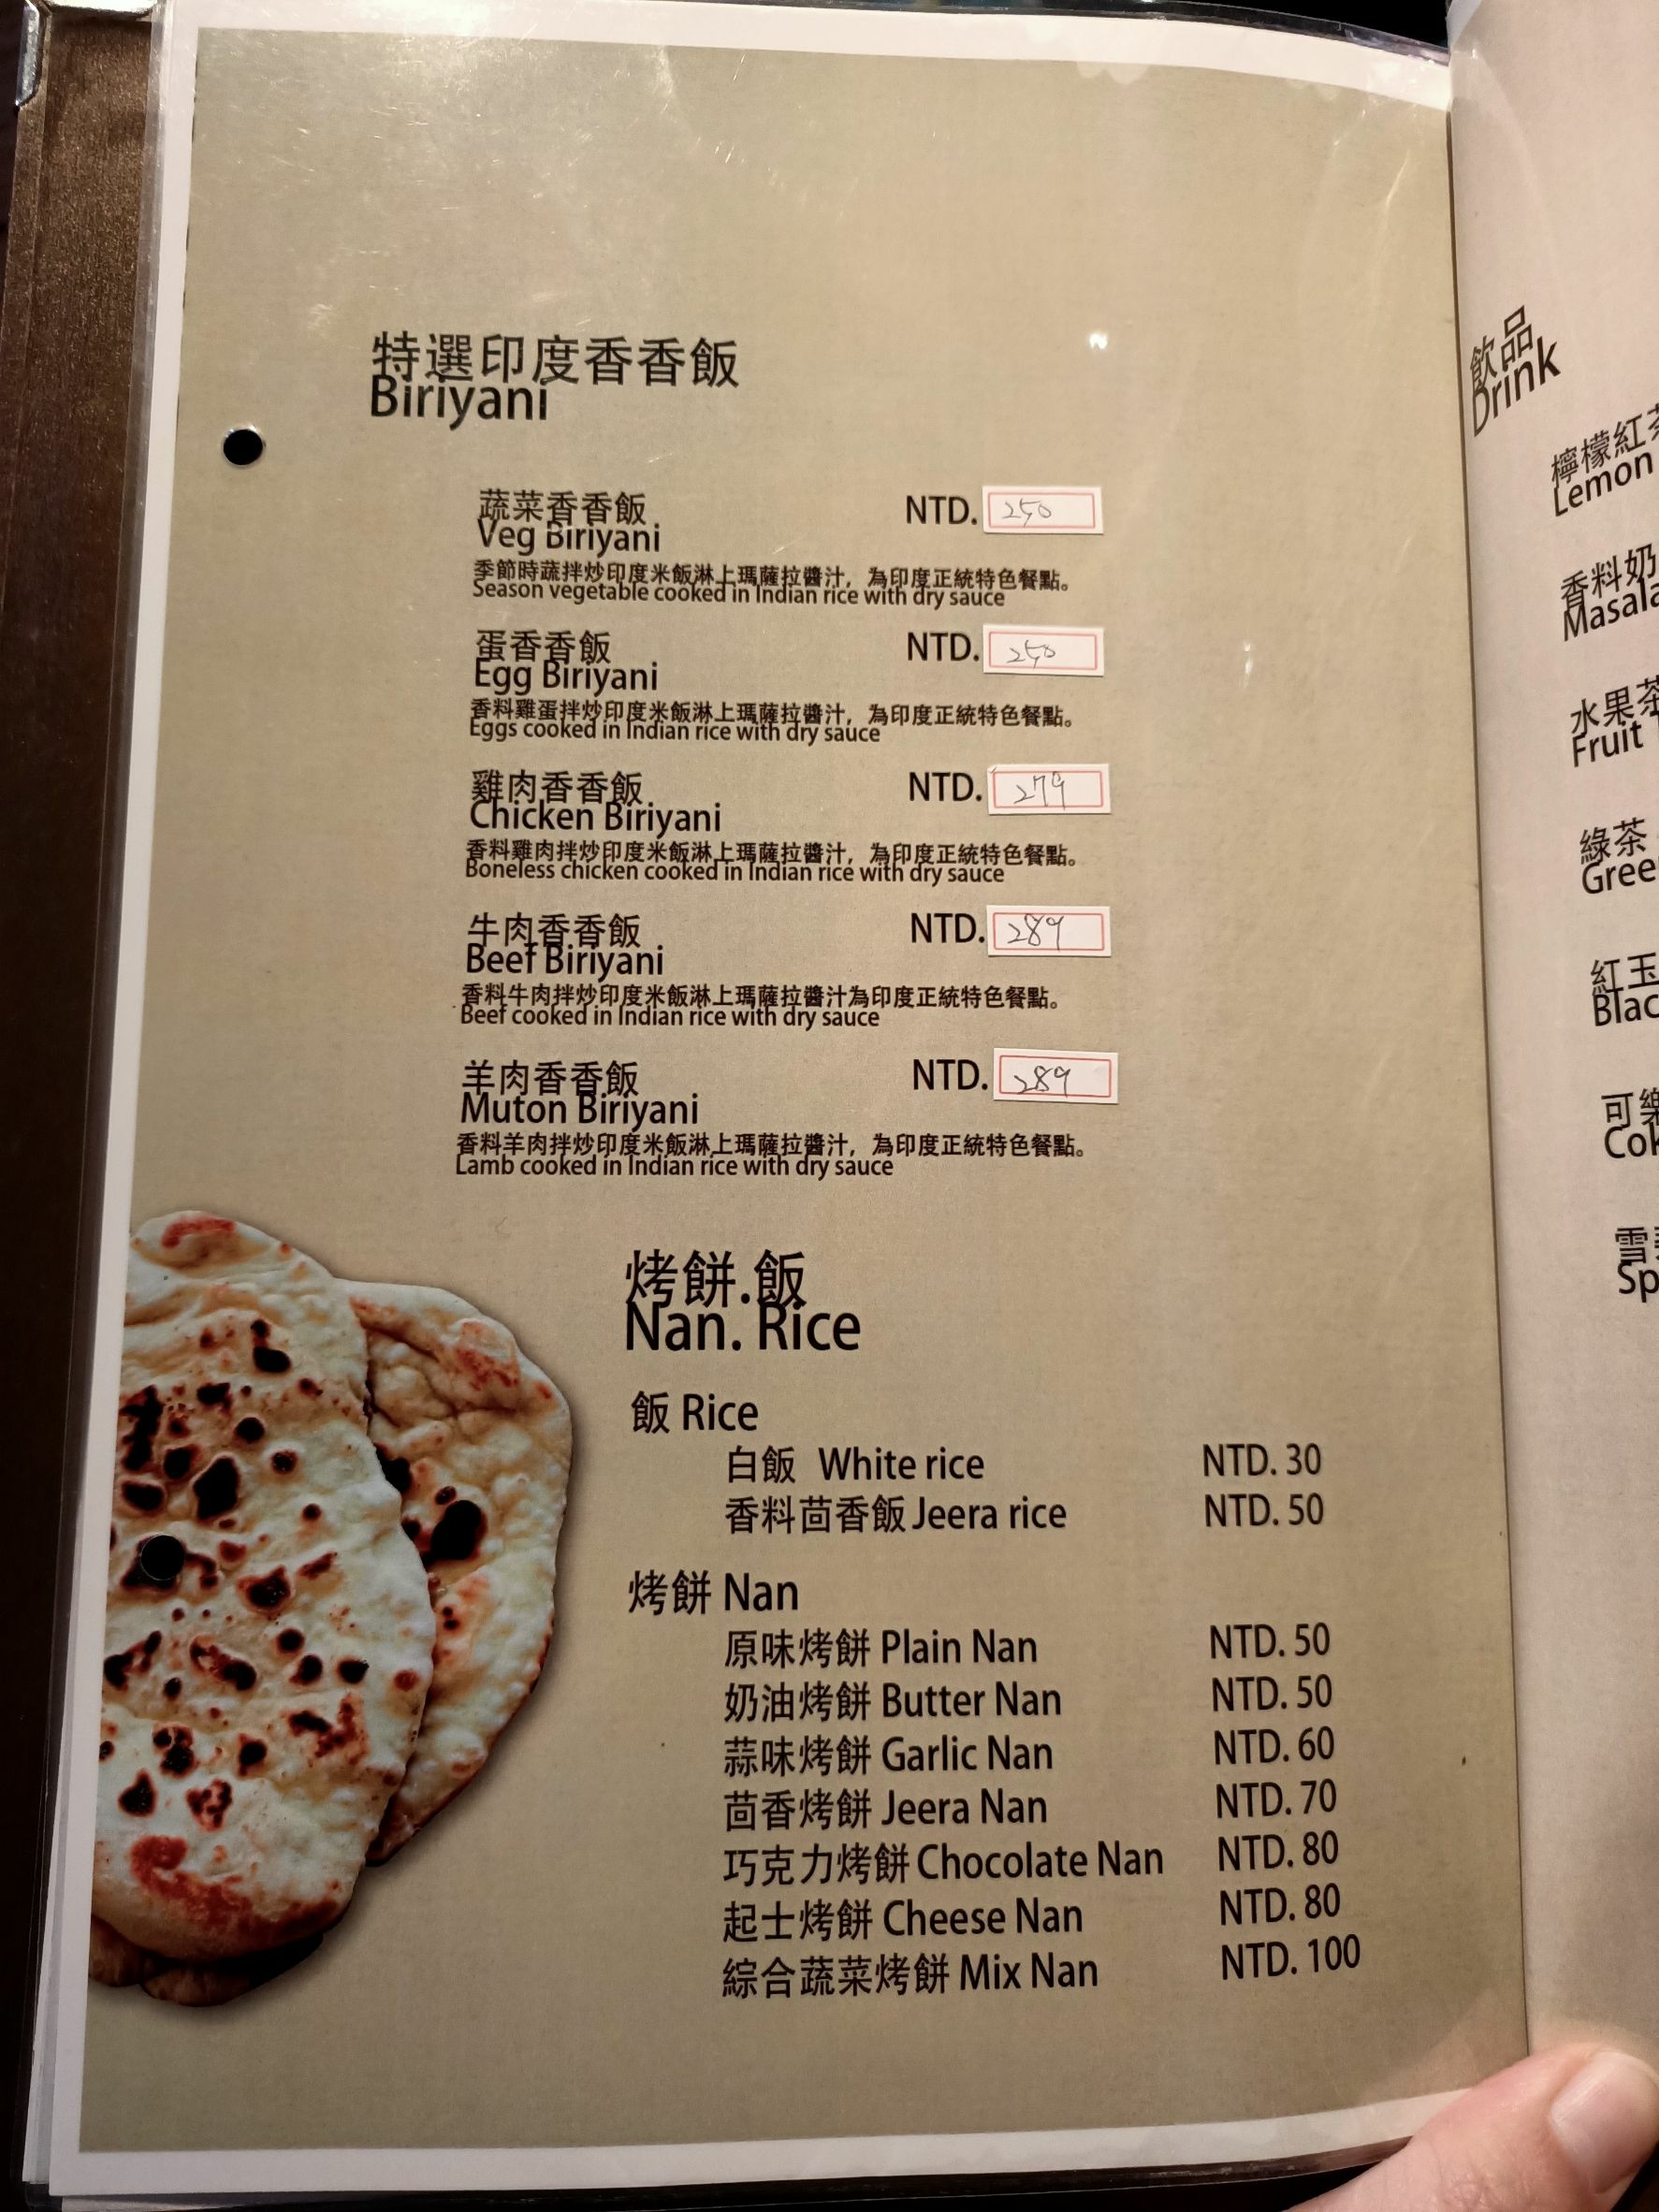 特選印度香香飯
Biriyani
蔬菜香香飯 NTD. 250
Veg Biriyani
季節時蔬拌炒印度米飯淋上瑪薩拉醬汁，為印度正統特色餐點。
Season vegetable cooked in Indian rice with dry sauce
蛋香香飯 NTD. 250
Egg Biriyani
香料雞蛋拌炒印度米飯淋上瑪薩拉醬汁，為印度正統特色餐點。
Eggs cooked in Indian rice with dry sauce
雞肉香香飯 NTD. 279
Chicken Biriyani
香料雞肉拌炒印度米飯淋上瑪薩拉醬汁，為印度正統特色餐點。
Boneless chicken cooked in Indian rice with dry sauce
牛肉香香飯 NTD. 289
Beef Biriyani
香料牛肉拌炒印度米飯淋上瑪薩拉醬汁為印度正統特色餐點。
Beef cooked in Indian rice with dry sauce
羊肉香香飯 NTD. 289
Muton Biriyani
香料羊肉拌炒印度米飯淋上瑪薩拉醬汁，為印度正統特色餐點。
Lamb cooked in Indian rice with dry sauce
烤餅.飯
Nan. Rice
飯 Rice
白飯 White rice NTD. 30
香料茴香飯 Jeera rice NTD. 50
烤餅 Nan
原味烤餅 Plain Nan NTD. 50
奶油烤餅 Butter Nan NTD. 50
蒜味烤餅 Garlic Nan NTD. 60
茴香烤餅 Jeera Nan NTD. 70
巧克力烤餅 Chocolate Nan NTD. 80
起士烤餅 Cheese Nan NTD. 80
綜合蔬菜烤餅 Mix Nan NTD. 100
飲品
Drink
檸檬紅
Lemon
香料奶
Masala
水果茶
Fruit
綠茶
Gree
紅玉
Blac
可樂
Cok
雪
Sp